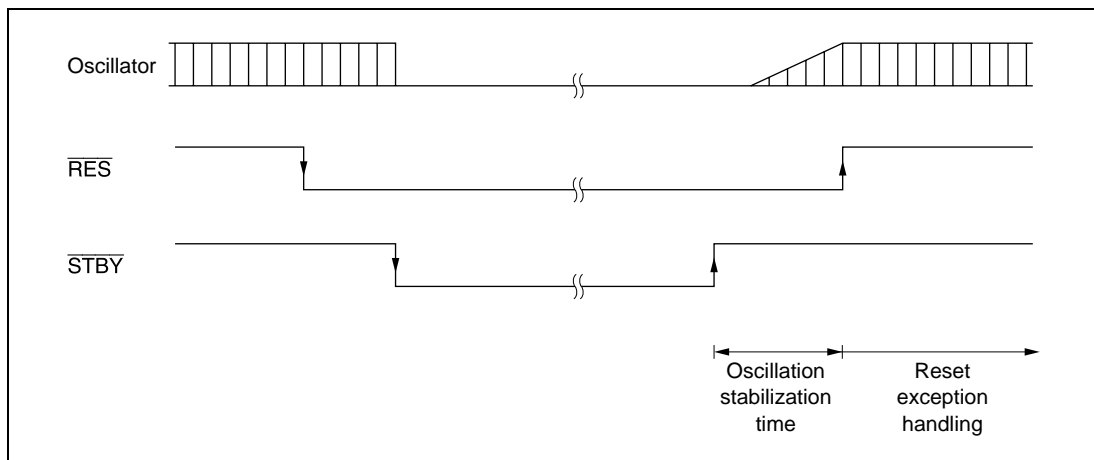 Oscillator
RES
STBY
Oscillation
stabilization
time
Reset
exception
handling